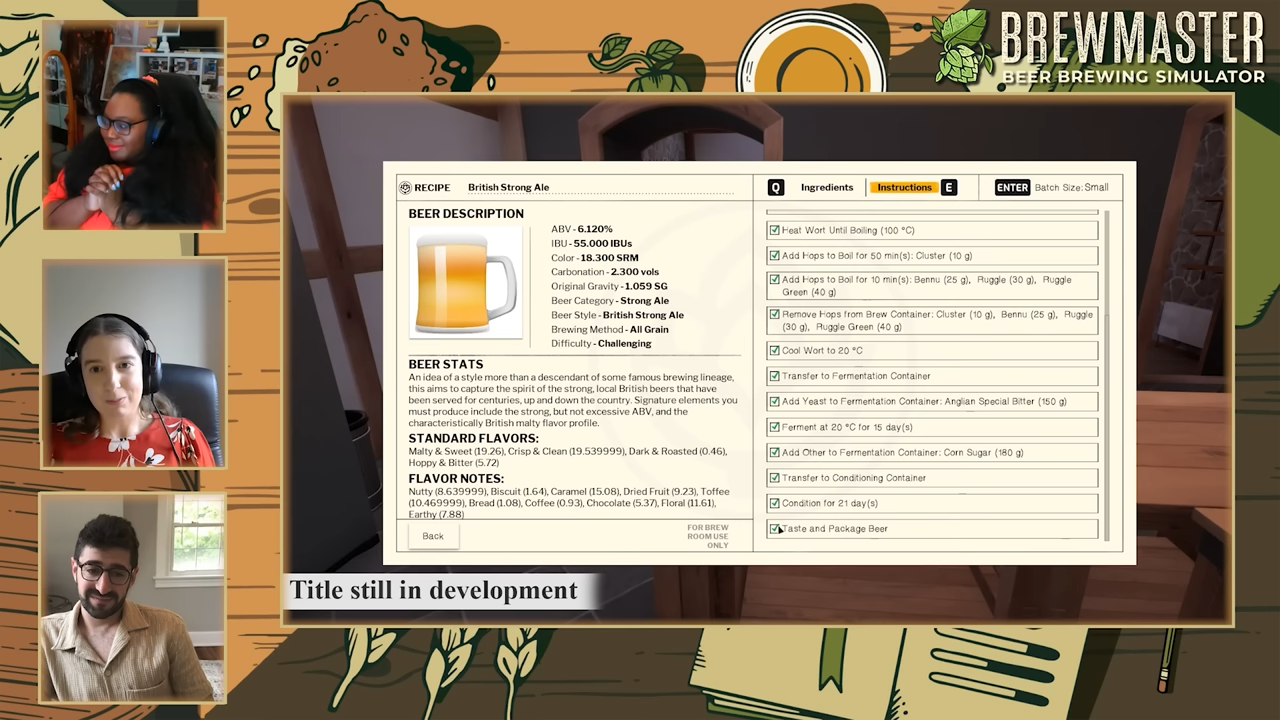 BREWMASTER
BEER BREWING SIMULATOR
RECIPE British Strong Ale
Q Ingredients Instructions E ENTER Batch Size: Small
BEER DESCRIPTION
ABV - 6.120%
IBU - 55.000 IBUs
Color - 18.300 SRM
Carbonation - 2.300 vols
Original Gravity - 1.059 SG
Beer Category - Strong Ale
Beer Style - British Strong Ale
Brewing Method - All Grain
Difficulty - Challenging
BEER STATS
An idea of a style more than a descendant of some famous brewing lineage,
this aims to capture the spirit of the strong, local British beers that have
been served for centuries, up and down the country. Signature elements you
must produce include the strong, but not excessive ABV, and the
characteristically British malty flavor profile.
STANDARD FLAVORS:
Malty & Sweet (19.26), Crisp & Clean (19.539999), Dark & Roasted (0.46),
Hoppy & Bitter (5.72)
FLAVOR NOTES:
Nutty (8.639999), Biscuit (1.64), Caramel (15.08), Dried Fruit (9.23), Toffee
(10.469999), Bread (1.08), Coffee (0.93), Chocolate (5.37), Floral (11.61),
Earthy (7.88)
Back
FOR BREW
ROOM USE
ONLY
Heat Wort Until Boiling (100 °C)
Add Hops to Boil for 50 min(s): Cluster (10 g)
Add Hops to Boil for 10 min(s): Bennu (25 g), Ruggle (30 g), Ruggle
Green (40 g)
Remove Hops from Brew Container: Cluster (10 g), Bennu (25 g), Ruggle
(30 g), Ruggle Green (40 g)
Cool Wort to 20 °C
Transfer to Fermentation Container
Add Yeast to Fermentation Container: Anglian Special Bitter (150 g)
Ferment at 20 °C for 15 day(s)
Add Other to Fermentation Container: Corn Sugar (180 g)
Transfer to Conditioning Container
Condition for 21 day(s)
Taste and Package Beer
Title still in development